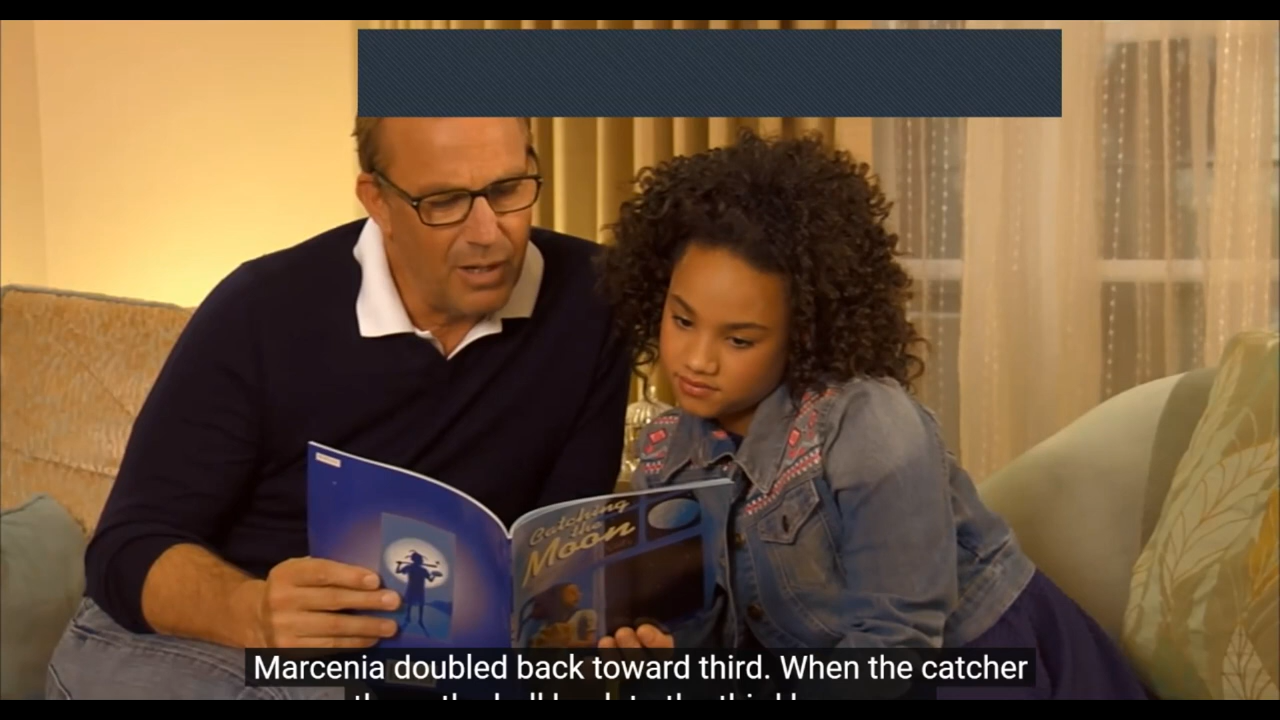 Catching
the
Moon
Marcenia doubled back toward third. When the catcher